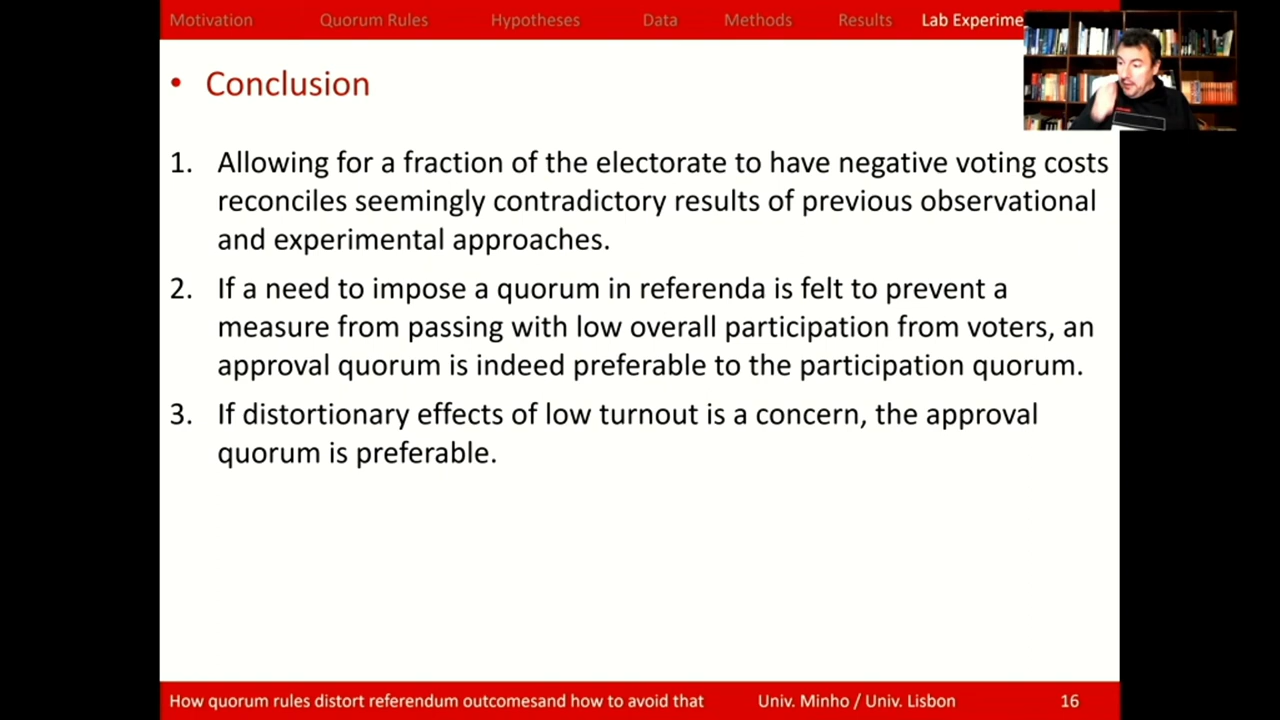 Motivation Quorum Rules Hypotheses Data Methods Results Lab Experime
• Conclusion
1. Allowing for a fraction of the electorate to have negative voting costs
reconciles seemingly contradictory results of previous observational
and experimental approaches.
2. If a need to impose a quorum in referenda is felt to prevent a
measure from passing with low overall participation from voters, an
approval quorum is indeed preferable to the participation quorum.
3. If distortionary effects of low turnout is a concern, the approval
quorum is preferable.
How quorum rules distort referendum outcomesand how to avoid that Univ. Minho / Univ. Lisbon 16